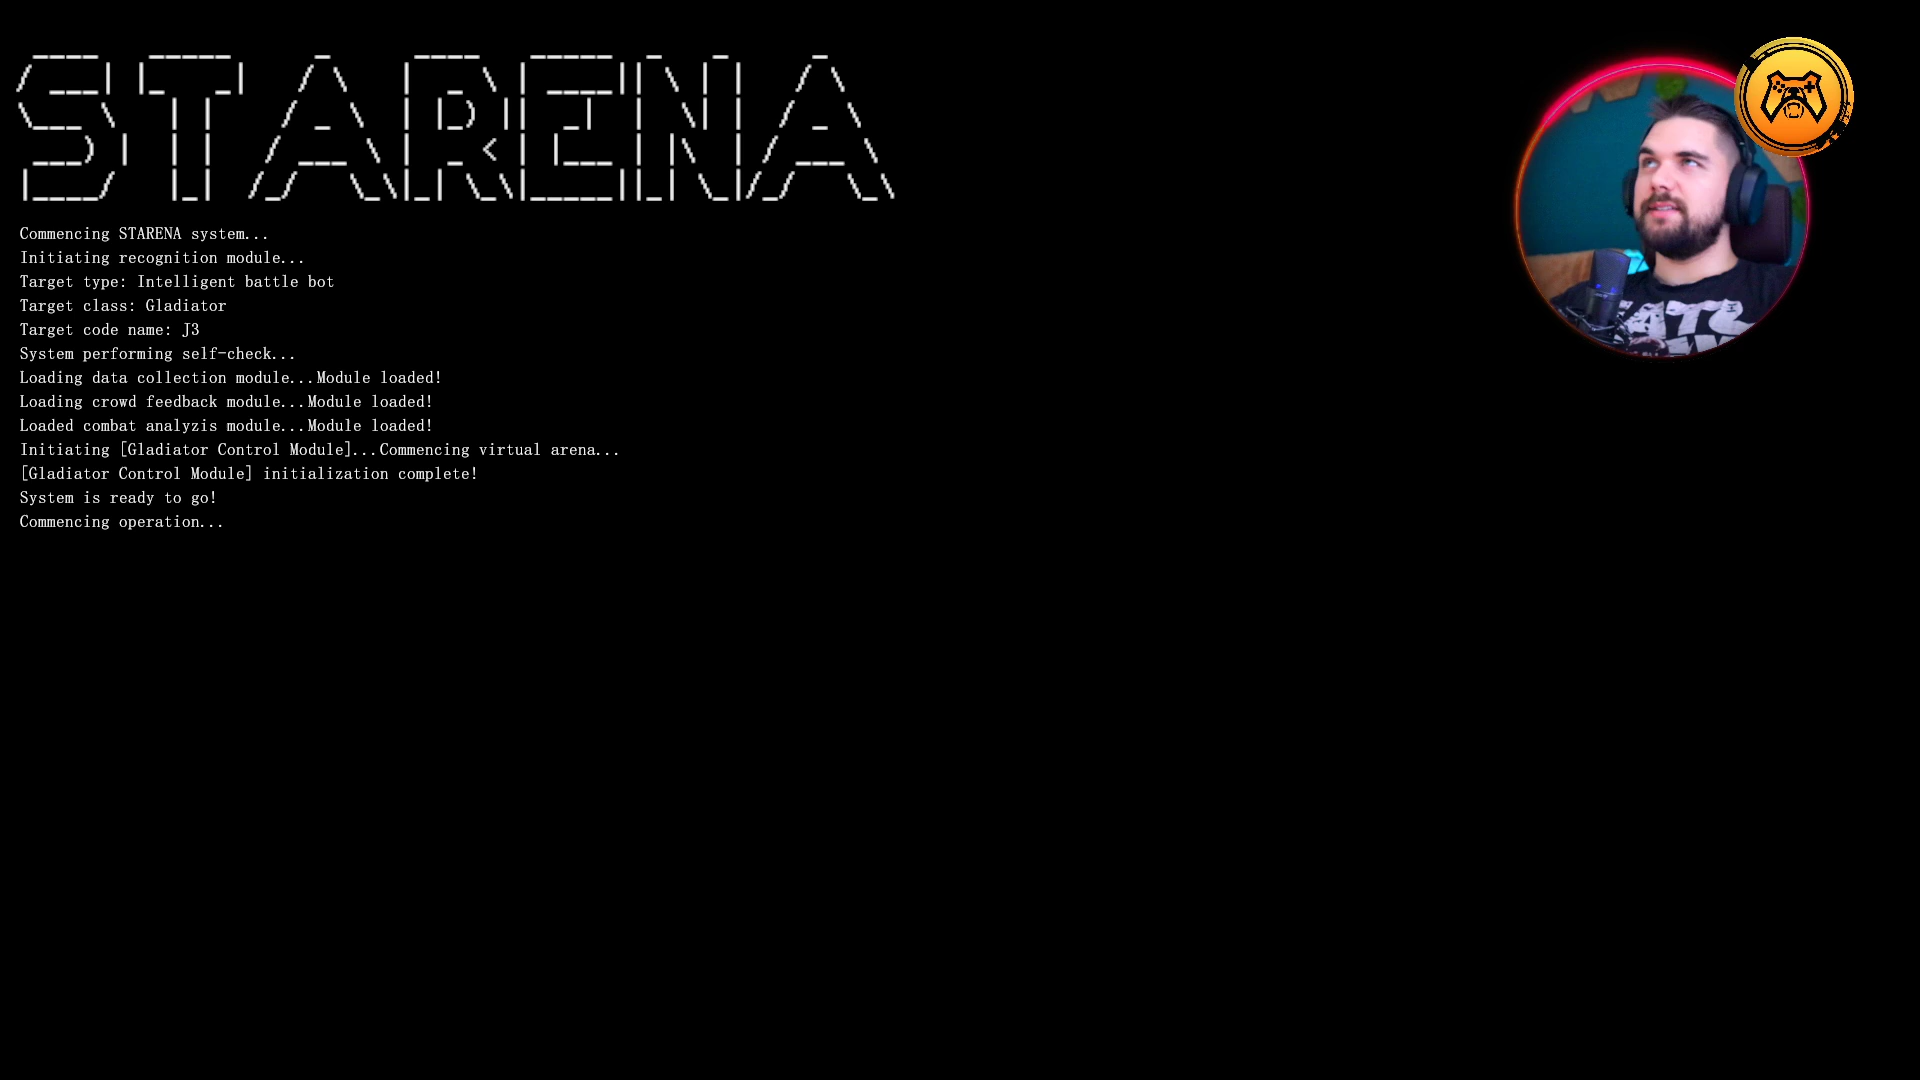 STARENA
Commencing STARENA system...
Initiating recognition module...
Target type: Intelligent battle bot
Target class: Gladiator
Target code name: J3
System performing self-check...
Loading data collection module...Module loaded!
Loading crowd feedback module...Module loaded!
Loaded combat analyzis module...Module loaded!
Initiating [Gladiator Control Module]...Commencing virtual arena...
[Gladiator Control Module] initialization complete!
System is ready to go!
Commencing operation...